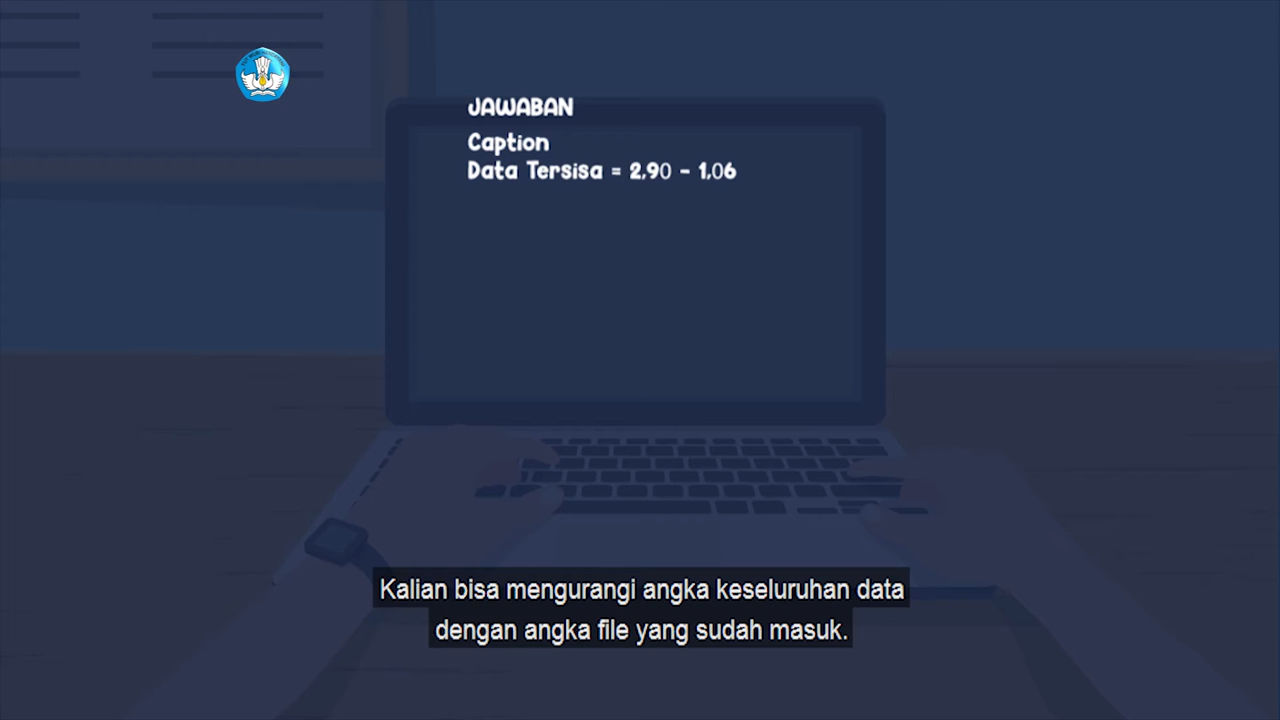 JAWABAN
Caption
Data Tersisa = 2,90 - 1,06
Kalian bisa mengurangi angka keseluruhan data
dengan angka file yang sudah masuk.